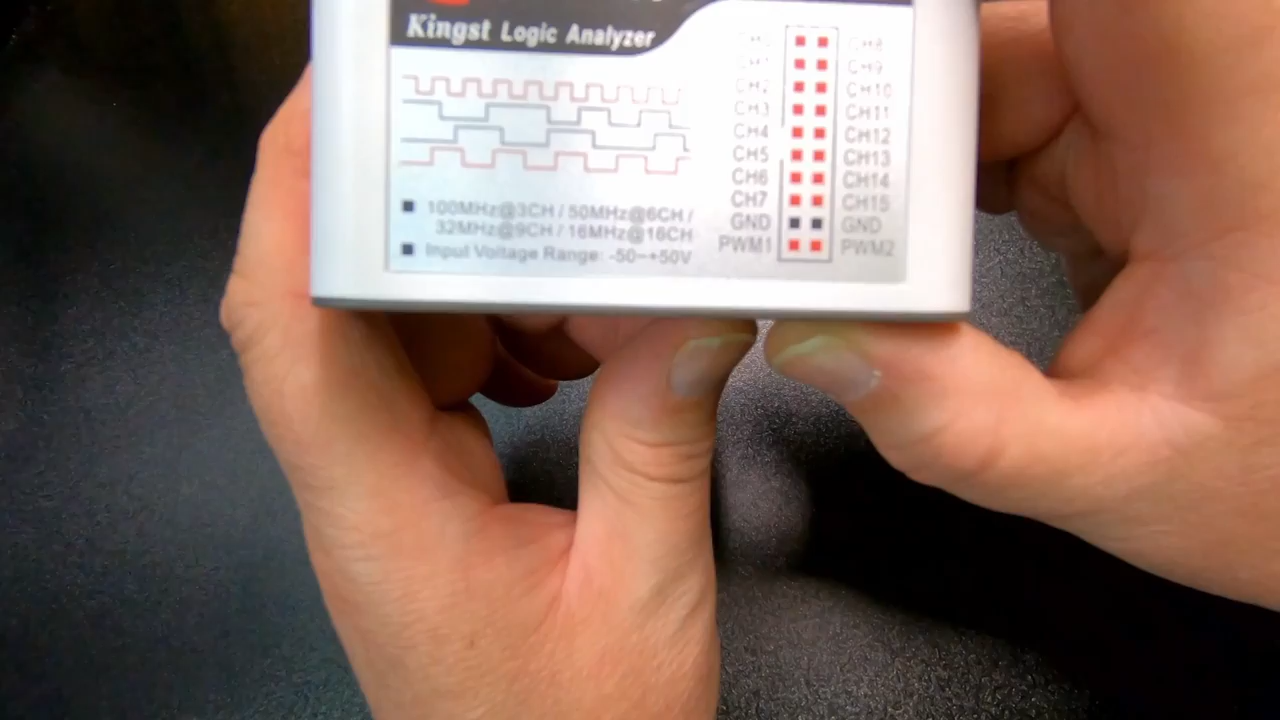 Kingst Logic Analyzer
CH8
CH1 CH9
CH2 CH10
CH3 CH11
CH4 CH12
CH5 CH13
CH6 CH14
CH7 CH15
GND GND
PWM1 PWM2
100MHz@3CH / 50MHz@6CH /
32MHz@9CH / 16MHz@16CH
Input Voltage Range: -50~+50V